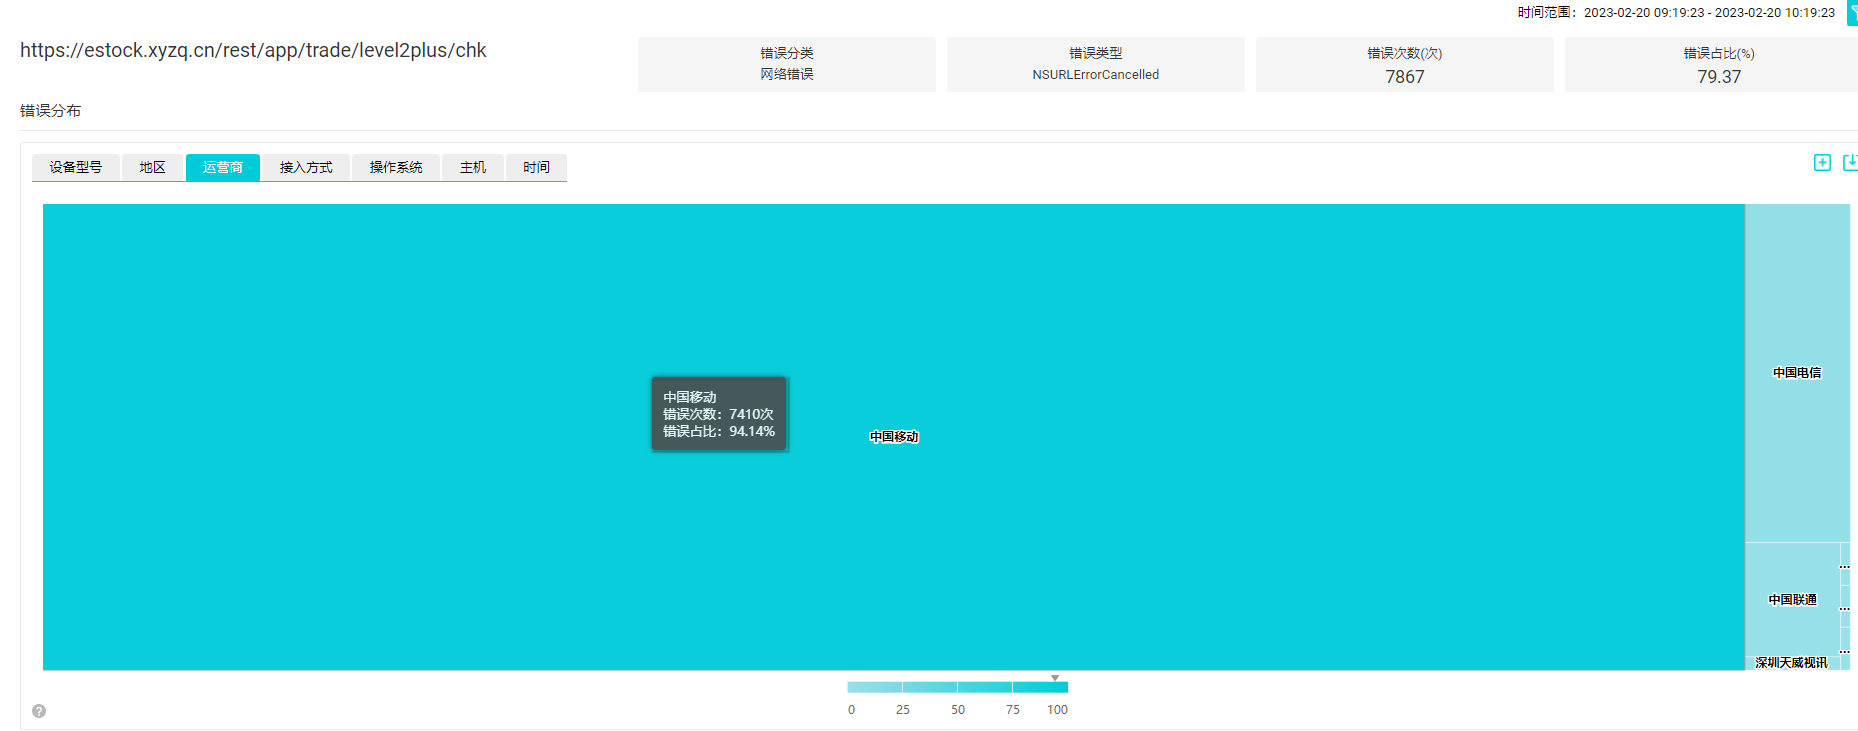 时间范围：2023-02-20 09:19:23 - 2023-02-20 10:19:23
https://estock.xyzq.cn/rest/app/trade/level2plus/chk
错误分类
网络错误
错误类型
NSURLErrorCancelled
错误次数(次)
7867
错误占比(%)
79.37
错误分布
设备型号
地区
运营商
接入方式
操作系统
主机
时间
中国移动
错误次数：7410次
错误占比：94.14%
中国移动
中国电信
中国联通
深圳天威视讯
...
...
...
0
25
50
75
100